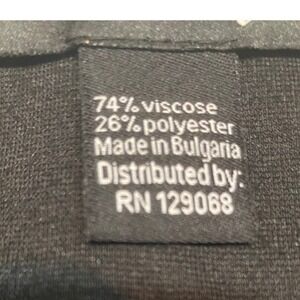 74% viscose
26% polyester
Made in Bulgaria
Distributed by:
RN 129068